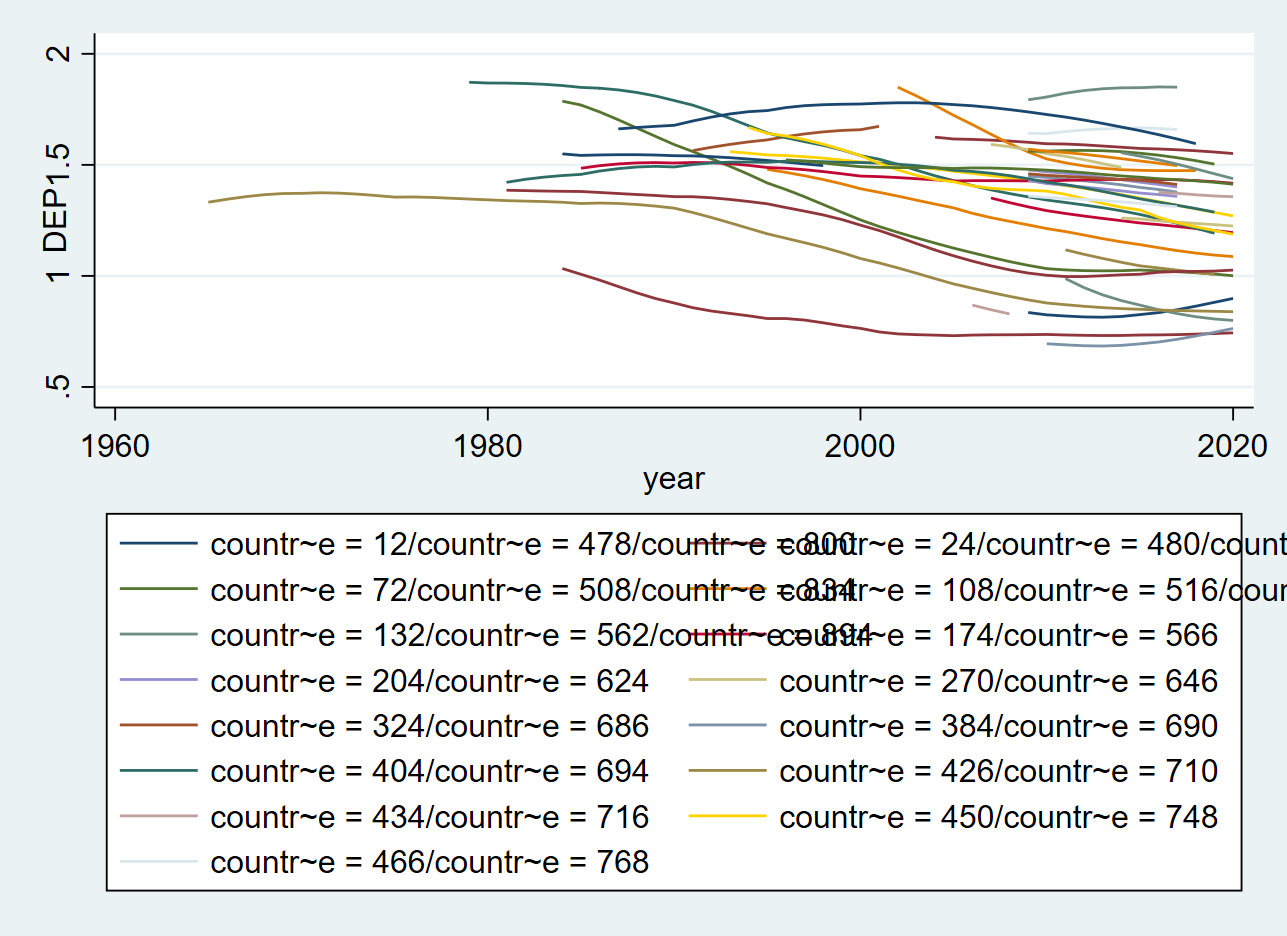 2
1.5
1
.5
DEP
1960 1980 2000 2020
year
countr~e = 12/countr~e = 478/countr~e = 800 countr~e = 24/countr~e = 480/count
countr~e = 72/countr~e = 508/countr~e = 834 countr~e = 108/countr~e = 516/cour
countr~e = 132/countr~e = 562/countr~e = 894 countr~e = 174/countr~e = 566
countr~e = 204/countr~e = 624 countr~e = 270/countr~e = 646
countr~e = 324/countr~e = 686 countr~e = 384/countr~e = 690
countr~e = 404/countr~e = 694 countr~e = 426/countr~e = 710
countr~e = 434/countr~e = 716 countr~e = 450/countr~e = 748
countr~e = 466/countr~e = 768